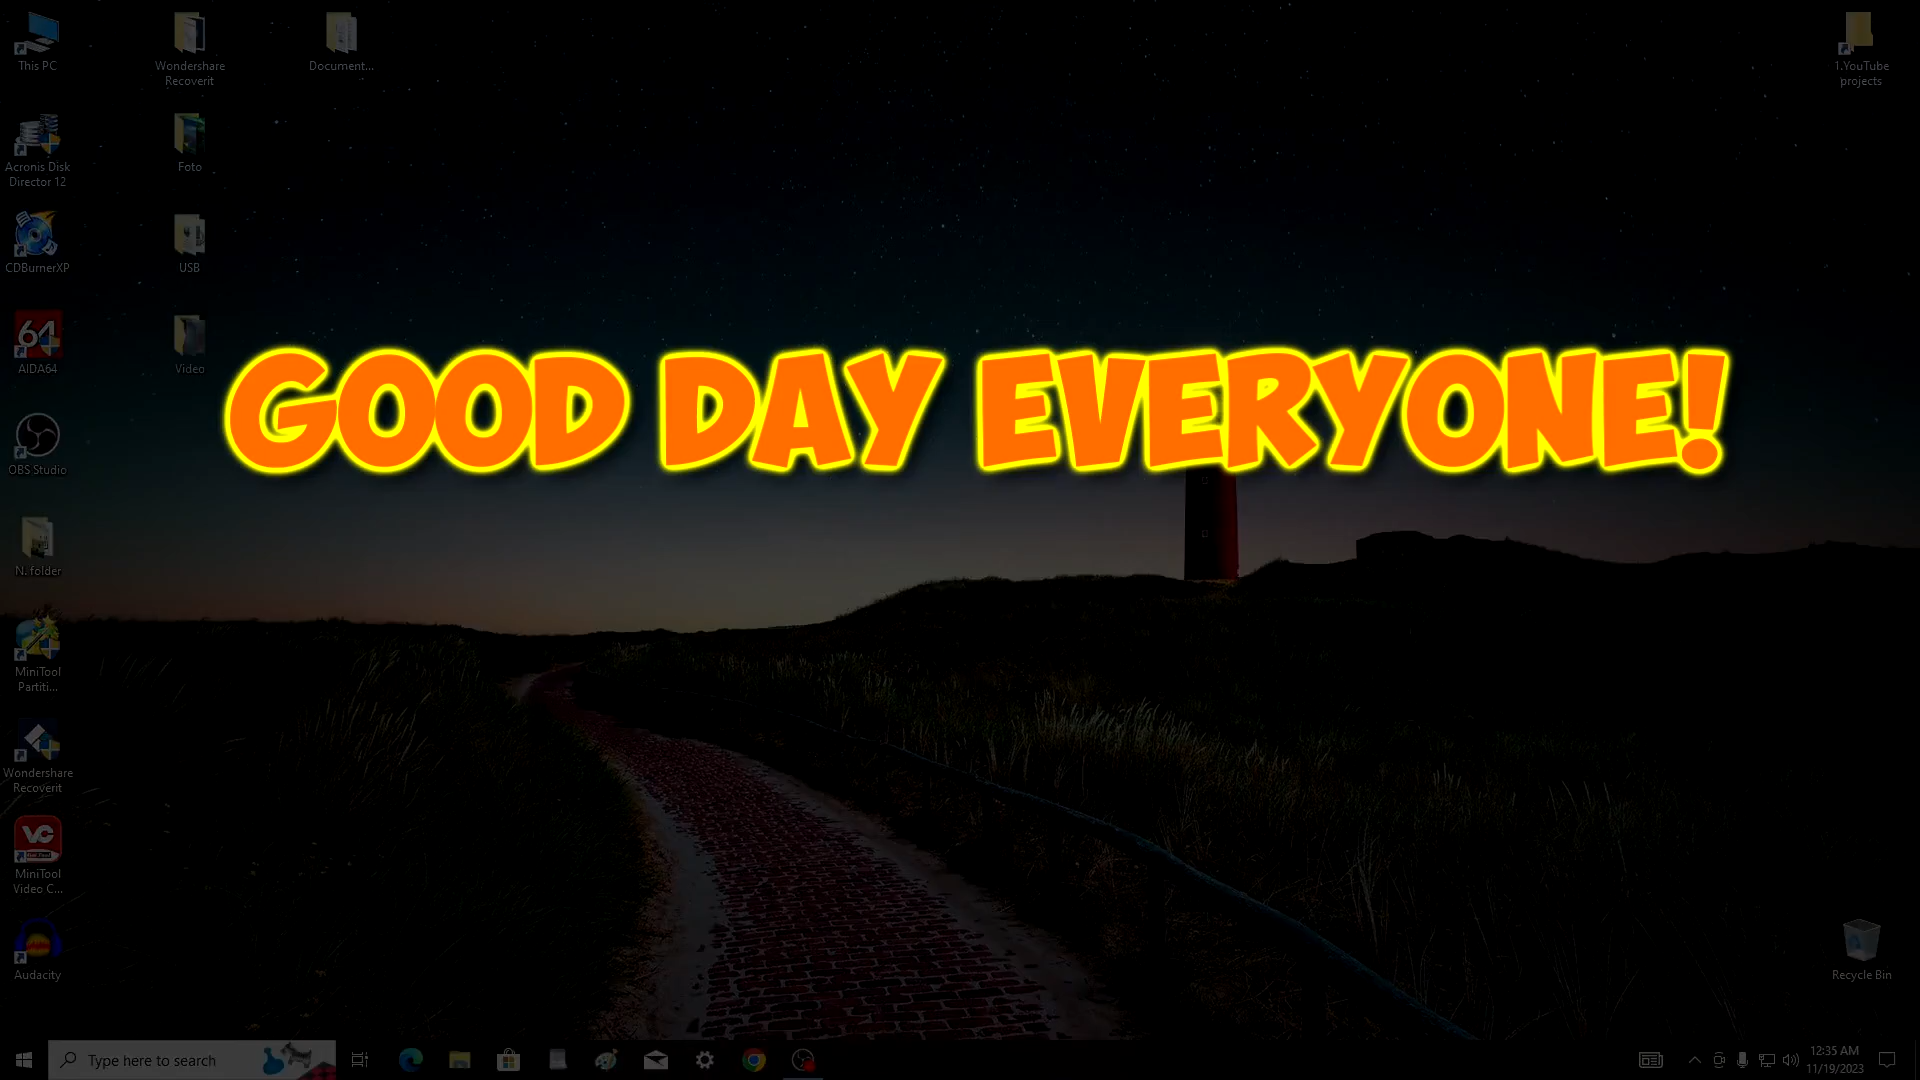 This PC
Wondershare
Recoverit
Document...
1.YouTube
projects
Acronis Disk
Director 12
Foto
CDBurnerXP
USB
64
AIDA64
Video
GOOD DAY EVERYONE!
OBS Studio
N. folder
MiniTool
Partiti...
Wondershare
Recoverit
VC
MiniTool
Video C...
Audacity
Recycle Bin
Type here to search
12:35 AM
11/19/2023